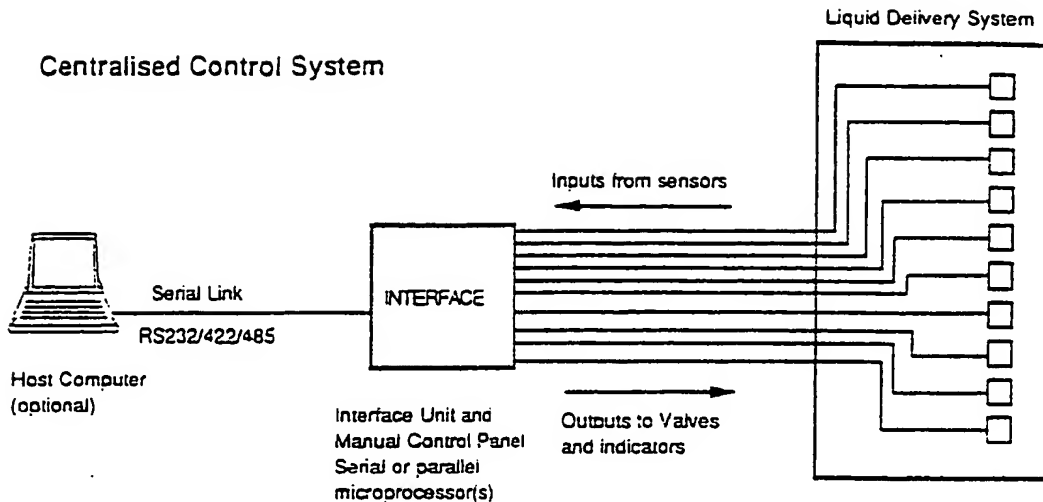 Liquid Delivery System
Centralised Control System
Inputs from sensors
Serial Link
INTERFACE
RS232/422/485
Host Computer
(optional)
Interface Unit and
Manual Control Panel
Serial or parallel
microprocessor(s)
Outputs to Valves
and indicators